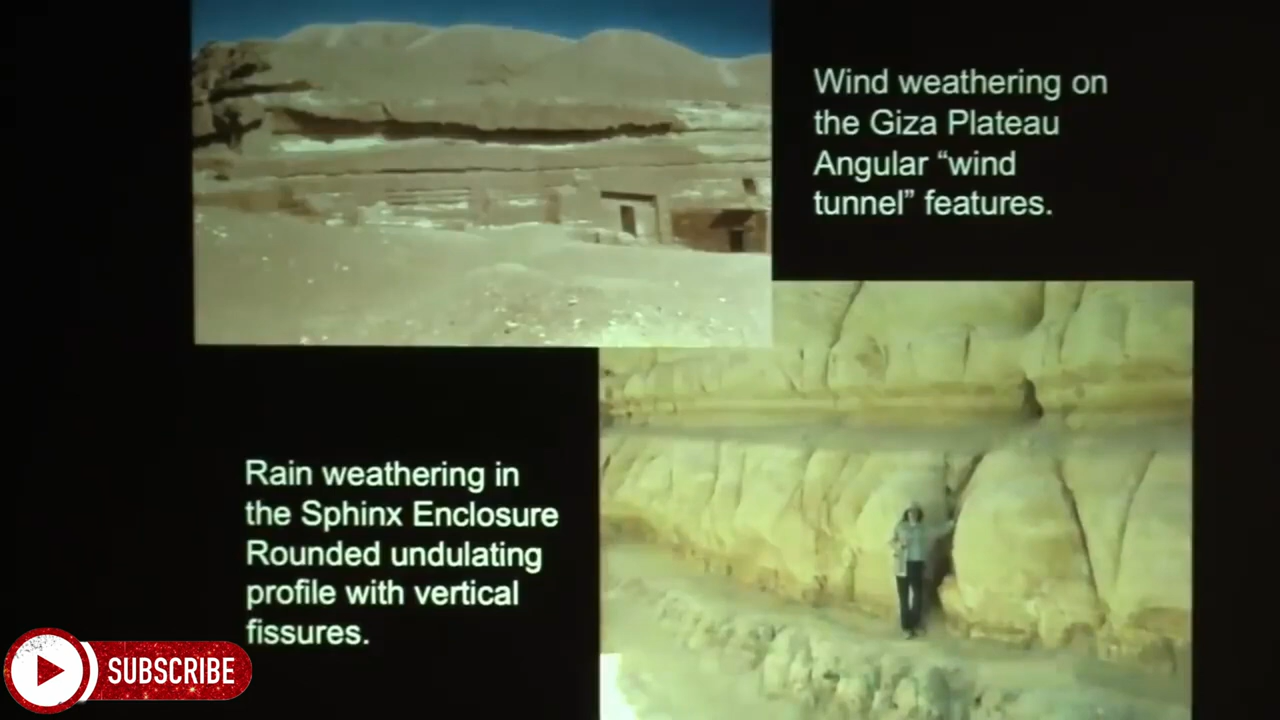 Wind weathering on
the Giza Plateau
Angular “wind
tunnel” features.
Rain weathering in
the Sphinx Enclosure
Rounded undulating
profile with vertical
fissures.
SUBSCRIBE